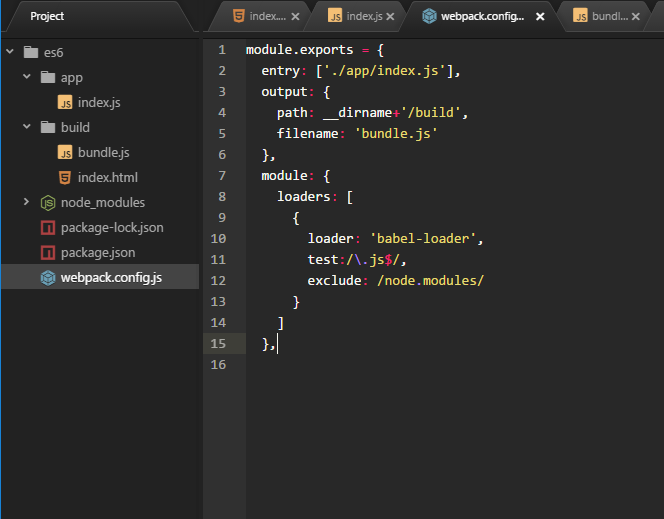 Project
index....
index.js
webpack.config...
bundl...
es6
app
index.js
build
bundle.js
index.html
node_modules
package-lock.json
package.json
webpack.config.js
1 module.exports = {
2   entry: ['./app/index.js'],
3   output: {
4     path: __dirname+'/build',
5     filename: 'bundle.js'
6   },
7   module: {
8     loaders: [
9       {
10         loader: 'babel-loader',
11         test:/\.js$/,
12         exclude: /node.modules/
13       }
14     ]
15   },
16